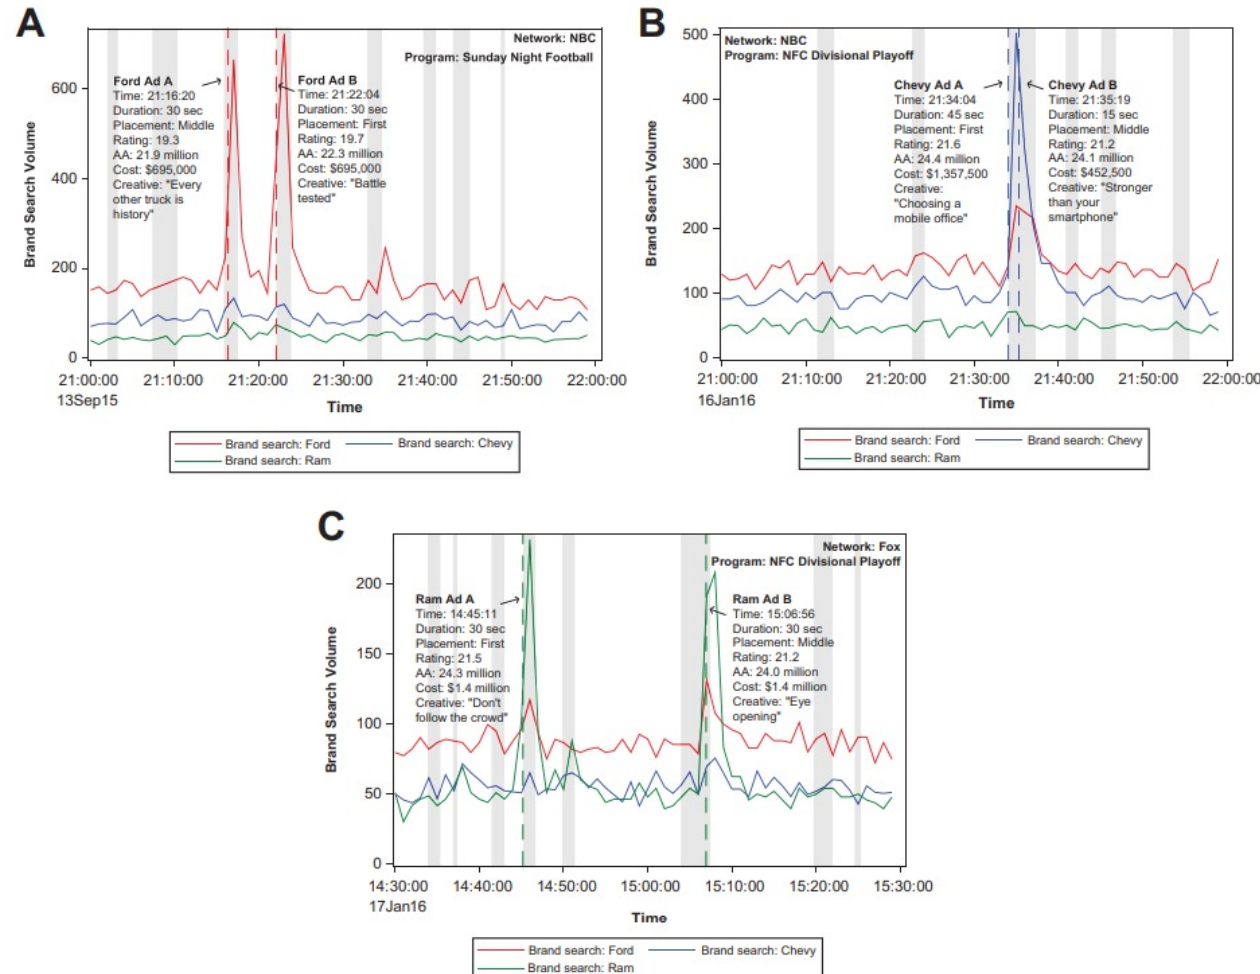 A
Network: NBC
Program: Sunday Night Football
Brand Search Volume
600
400
200
0
Ford Ad A
Time: 21:16:20
Duration: 30 sec
Placement: Middle
Rating: 19.3
AA: 21.9 million
Cost: $695,000
Creative: "Every
other truck is
history"
Ford Ad B
Time: 21:22:04
Duration: 30 sec
Placement: First
Rating: 19.7
AA: 22.3 million
Cost: $695,000
Creative: "Battle
tested"
21:00:00 21:10:00 21:20:00 21:30:00 21:40:00 21:50:00 22:00:00
13Sep15
Time
Brand search: Ford Brand search: Chevy
Brand search: Ram
B
Network: NBC
Program: NFC Divisional Playoff
Brand Search Volume
500
400
300
200
100
0
Chevy Ad A
Time: 21:34:04
Duration: 45 sec
Placement: First
Rating: 21.6
AA: 24.4 million
Cost: $1,357,500
Creative:
"Choosing a
mobile office"
Chevy Ad B
Time: 21:35:19
Duration: 15 sec
Placement: Middle
Rating: 21.2
AA: 24.1 million
Cost: $452,500
Creative: "Stronger
than your
smartphone"
21:00:00 21:10:00 21:20:00 21:30:00 21:40:00 21:50:00 22:00:00
16Jan16
Time
Brand search: Ford Brand search: Chevy
Brand search: Ram
C
Network: Fox
Program: NFC Divisional Playoff
Brand Search Volume
200
150
100
50
0
Ram Ad A
Time: 14:45:11
Duration: 30 sec
Placement: First
Rating: 21.5
AA: 24.3 million
Cost: $1.4 million
Creative: "Don't
follow the crowd"
Ram Ad B
Time: 15:06:56
Duration: 30 sec
Placement: Middle
Rating: 21.2
AA: 24.0 million
Cost: $1.4 million
Creative: "Eye
opening"
14:30:00 14:40:00 14:50:00 15:00:00 15:10:00 15:20:00 15:30:00
17Jan16
Time
Brand search: Ford Brand search: Chevy
Brand search: Ram